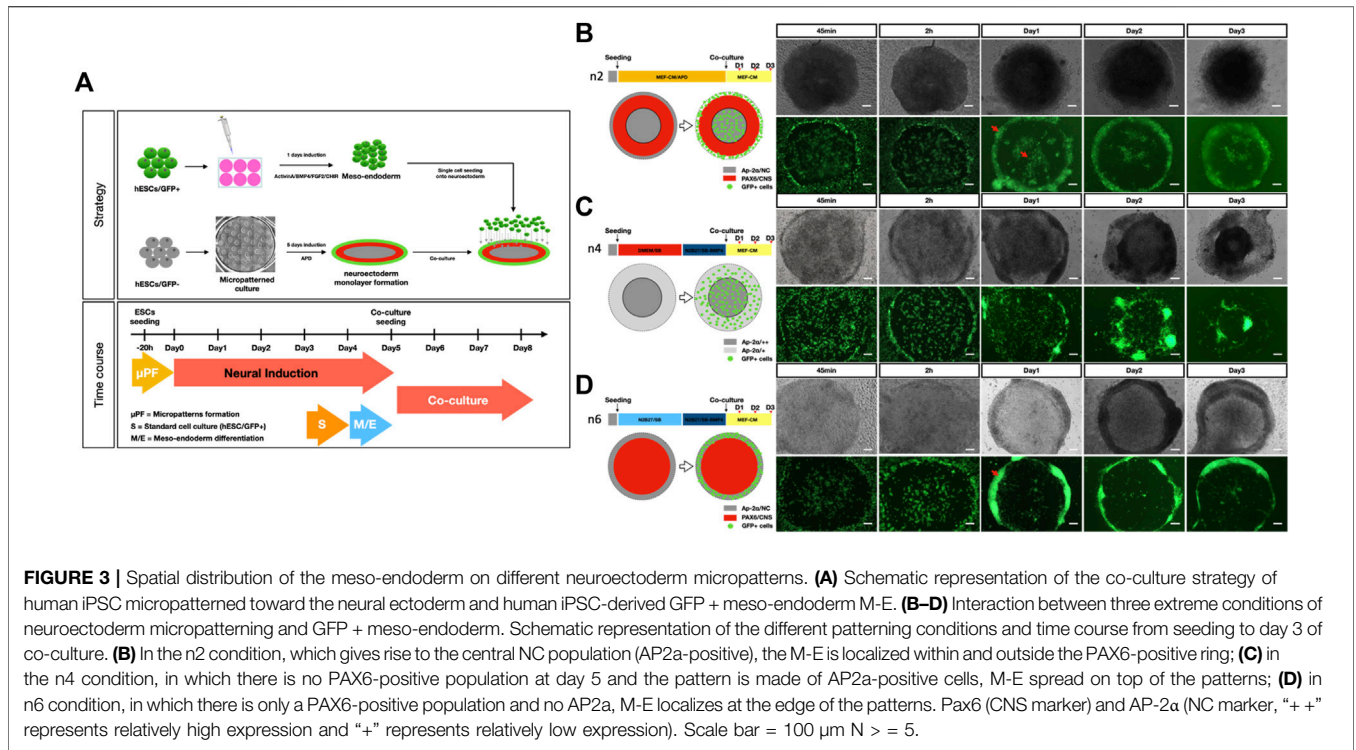 A
Strategy
hESCs/GFP+
1 days induction
ActivinA/BMP4/FGF2/CHIR
Meso-endoderm
Single cell seeding
onto neuroectoderm
hESCs/GFP-
Micropatterned
culture
5 days induction
APD
neuroectoderm
monolayer formation
Co-culture
Time course
ESCs
seeding
Co-culture
seeding
-20h
Day0
Day1
Day2
Day3
Day4
Day5
Day6
Day7
Day8
µPF
Neural Induction
Co-culture
µPF = Micropatterns formation
S = Standard cell culture (hESC/GFP+)
M/E = Meso-endoderm differentiation
S
M/E
B
Seeding
Co-culture
D1 D2 D3
n2
MEF-CM/APD
MEF-CM
Ap-2α/NC
PAX6/CNS
GFP+ cells
45min
2h
Day1
Day2
Day3
C
Seeding
Co-culture
D1 D2 D3
n4
MEF-CM
Ap-2α/++
Ap-2α/+
GFP+ cells
45min
2h
Day1
Day2
Day3
D
Seeding
Co-culture
D1 D2 D3
n6
N2B27/SB
MEF-CM
Ap-2α/NC
PAX6/CNS
GFP+ cells
45min
2h
Day1
Day2
Day3
FIGURE 3 | Spatial distribution of the meso-endoderm on different neuroectoderm micropatterns. (A) Schematic representation of the co-culture strategy of
human iPSC micropatterned toward the neural ectoderm and human iPSC-derived GFP + meso-endoderm M-E. (B–D) Interaction between three extreme conditions of
neuroectoderm micropatterning and GFP + meso-endoderm. Schematic representation of the different patterning conditions and time course from seeding to day 3 of
co-culture. (B) In the n2 condition, which gives rise to the central NC population (AP2a-positive), the M-E is localized within and outside the PAX6-positive ring; (C) in
the n4 condition, in which there is no PAX6-positive population at day 5 and the pattern is made of AP2a-positive cells, M-E spread on top of the patterns; (D) in
n6 condition, in which there is only a PAX6-positive population and no AP2a, M-E localizes at the edge of the patterns. Pax6 (CNS marker) and AP-2α (NC marker, “+ +”
represents relatively high expression and “+” represents relatively low expression). Scale bar = 100 µm N > = 5.